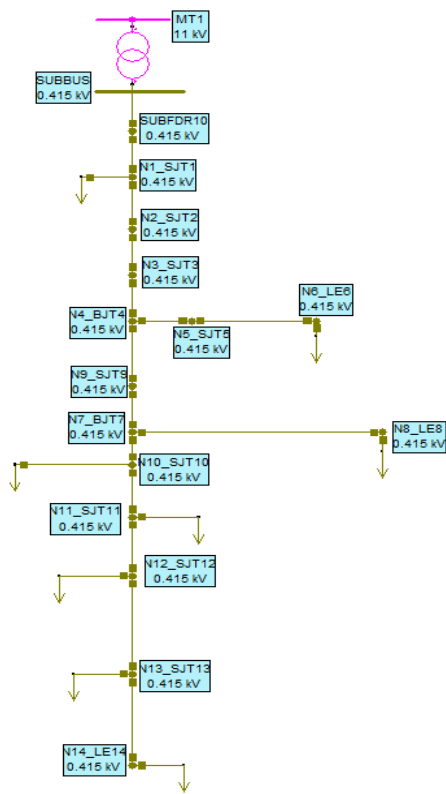 MT1
11 kV
SUBBUS
0.415 kV
SUBFDR10
0.415 kV
N1_SJT1
0.415 kV
N2_SJT2
0.415 kV
N3_SJT3
0.415 kV
N6_LE6
0.415 kV
N4_BJT4
0.415 kV
N5_SJT5
0.415 kV
N9_SJT9
0.415 kV
N7_BJT7
0.415 kV
N8_LE8
0.415 kV
N10_SJT10
0.415 kV
N11_SJT11
0.415 kV
N12_SJT12
0.415 kV
N13_SJT13
0.415 kV
N14_LE14
0.415 kV